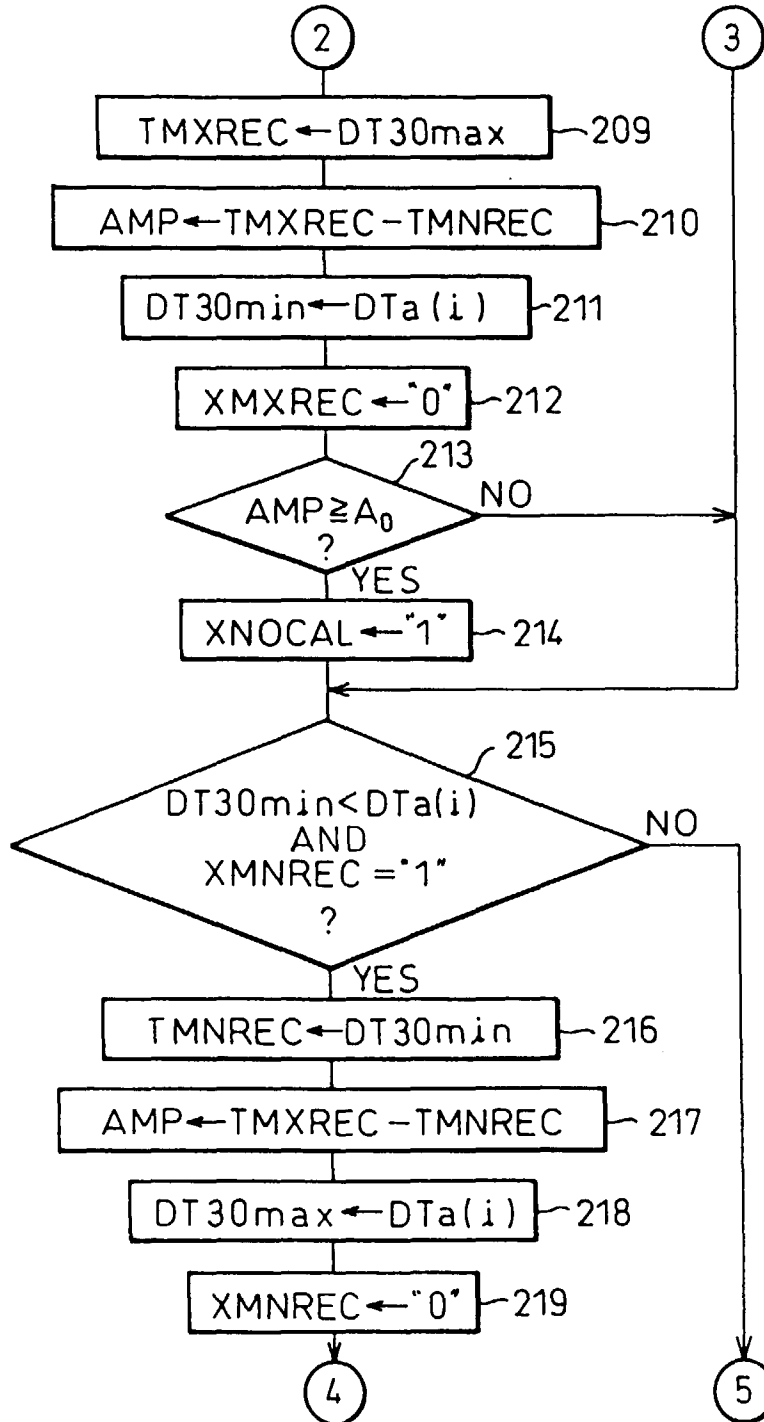 2
3
TMXREC←DT30max 209
AMP←TMXREC−TMNREC 210
DT30min←DTa(i) 211
XMXREC←"0" 212
213
AMP≧A₀ NO
?
YES
XNOCAL←"1" 214
215
DT30min<DTa(i)
NO
AND
XMNREC="1"
?
YES
TMNREC←DT30min 216
AMP←TMXREC−TMNREC 217
DT30max←DTa(i) 218
XMNREC←"0" 219
4
5